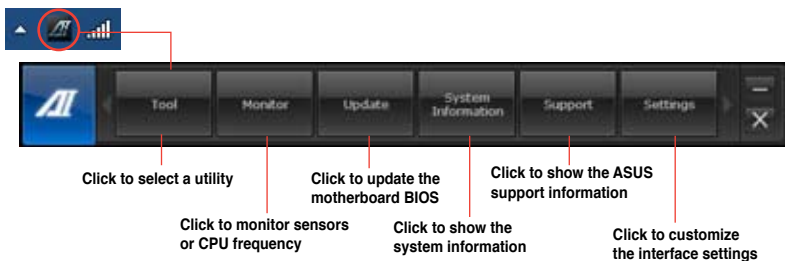 AI
AI
Tool
Monitor
Update
System
Information
Support
Settings
Click to select a utility
Click to update the
motherboard BIOS
Click to show the ASUS
support information
Click to monitor sensors
or CPU frequency
Click to show the
system information
Click to customize
the interface settings